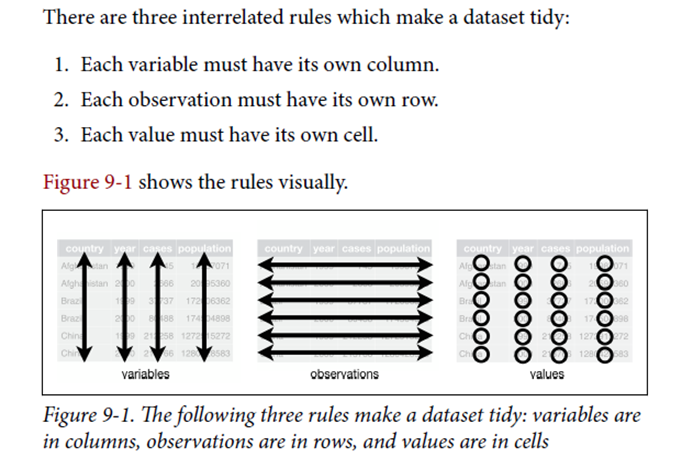 There are three interrelated rules which make a dataset tidy:
1. Each variable must have its own column.
2. Each observation must have its own row.
3. Each value must have its own cell.
Figure 9-1 shows the rules visually.
country year cases population
country year cases population
country year cases population
variables
observations
values
Figure 9-1. The following three rules make a dataset tidy: variables are
in columns, observations are in rows, and values are in cells